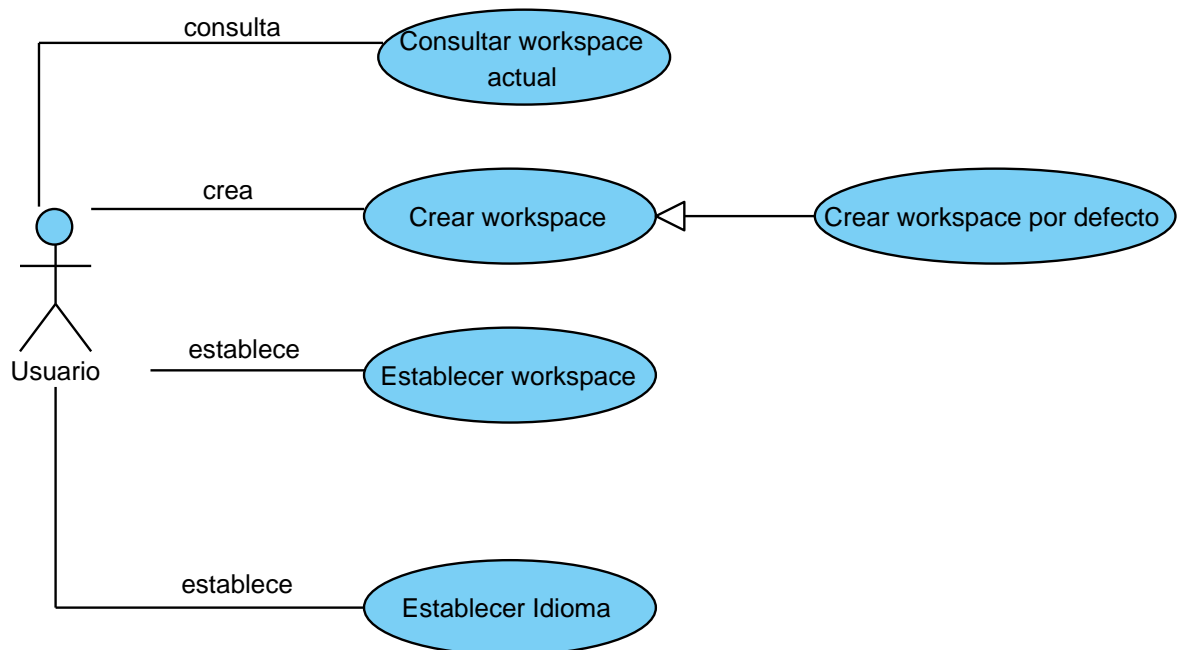 consulta
Consultar workspace
actual
crea
Crear workspace
Crear workspace por defecto
establece
Usuario
Establecer workspace
establece
Establecer Idioma